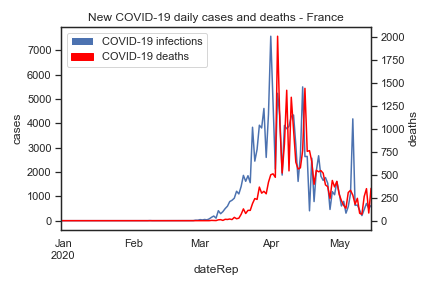 New COVID-19 daily cases and deaths - France
COVID-19 infections
COVID-19 deaths
7000
6000
5000
4000
3000
2000
1000
0
cases
2000
1750
1500
1250
1000
750
500
250
0
deaths
Jan
2020
Feb
Mar
Apr
May
dateRep